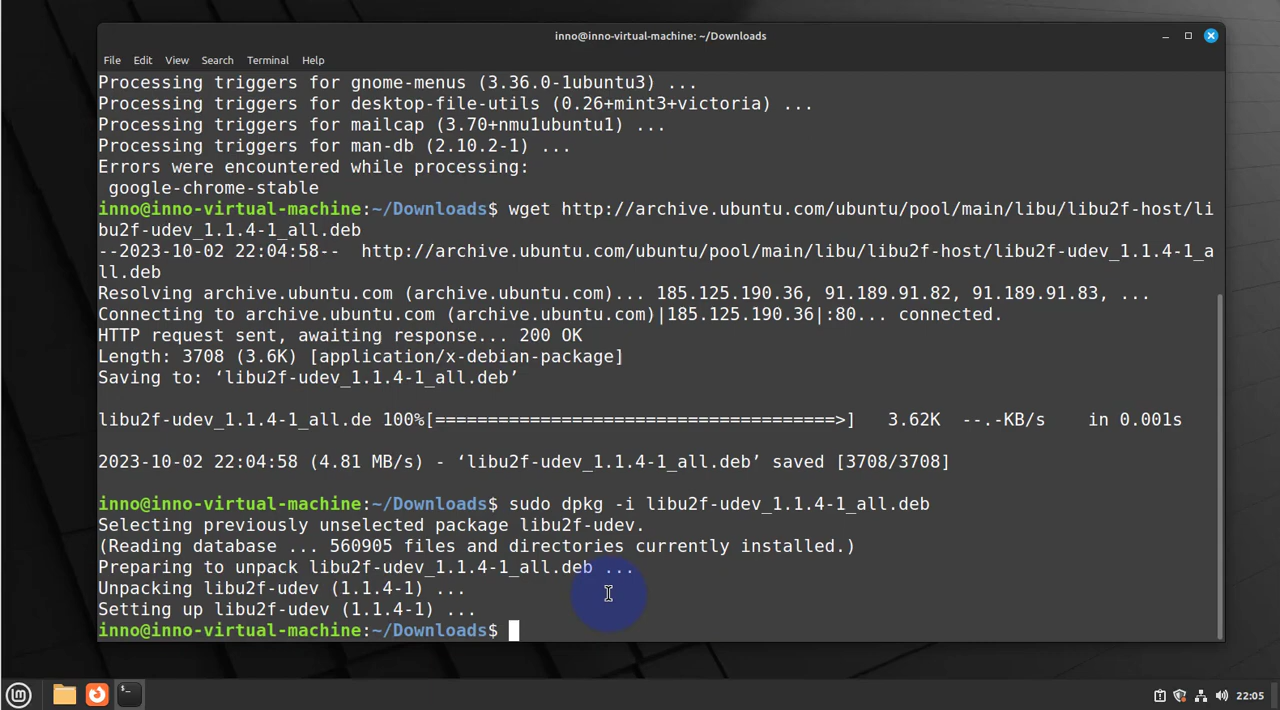 inno@inno-virtual-machine: ~/Downloads
File Edit View Search Terminal Help
Processing triggers for gnome-menus (3.36.0-1ubuntu3) ...
Processing triggers for desktop-file-utils (0.26+mint3+victoria) ...
Processing triggers for mailcap (3.70+nmu1ubuntu1) ...
Processing triggers for man-db (2.10.2-1) ...
Errors were encountered while processing:
 google-chrome-stable
inno@inno-virtual-machine:~/Downloads$ wget http://archive.ubuntu.com/ubuntu/pool/main/libu/libu2f-host/li
bu2f-udev_1.1.4-1_all.deb
--2023-10-02 22:04:58--  http://archive.ubuntu.com/ubuntu/pool/main/libu/libu2f-host/libu2f-udev_1.1.4-1_a
ll.deb
Resolving archive.ubuntu.com (archive.ubuntu.com)... 185.125.190.36, 91.189.91.82, 91.189.91.83, ...
Connecting to archive.ubuntu.com (archive.ubuntu.com)|185.125.190.36|:80... connected.
HTTP request sent, awaiting response... 200 OK
Length: 3708 (3.6K) [application/x-debian-package]
Saving to: ‘libu2f-udev_1.1.4-1_all.deb’
libu2f-udev_1.1.4-1_all.de 100%[======================================>]   3.62K  --.-KB/s    in 0.001s
2023-10-02 22:04:58 (4.81 MB/s) - ‘libu2f-udev_1.1.4-1_all.deb’ saved [3708/3708]
inno@inno-virtual-machine:~/Downloads$ sudo dpkg -i libu2f-udev_1.1.4-1_all.deb
Selecting previously unselected package libu2f-udev.
(Reading database ... 560905 files and directories currently installed.)
Preparing to unpack libu2f-udev_1.1.4-1_all.deb ...
Unpacking libu2f-udev (1.1.4-1) ...
Setting up libu2f-udev (1.1.4-1) ...
inno@inno-virtual-machine:~/Downloads$
22:05